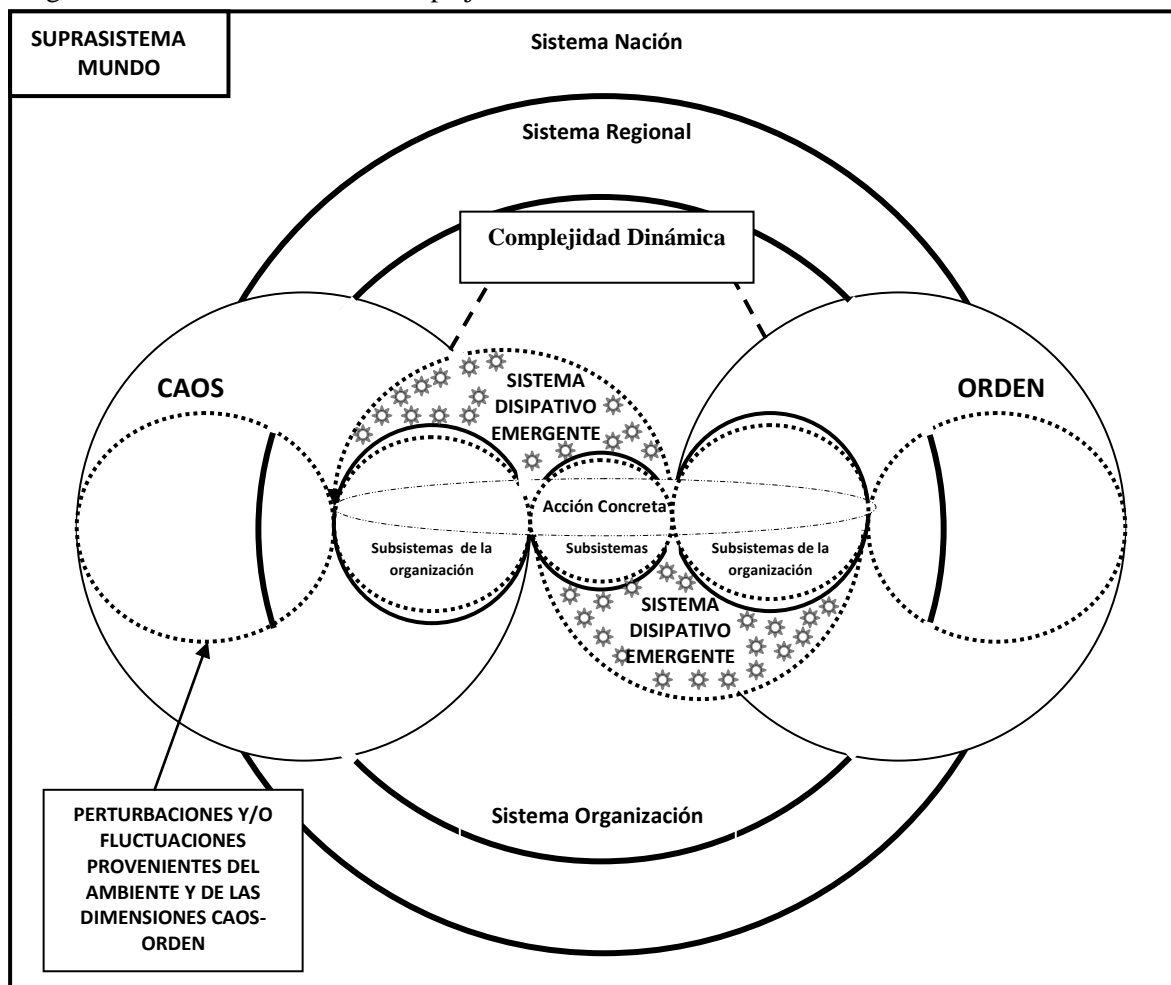 SUPRASISTEMA
MUNDO
Sistema Nación
Sistema Regional
Complejidad Dinámica
CAOS
ORDEN
SISTEMA
DISIPATIVO
EMERGENTE
Acción Concreta
Subsistemas de la
organización
Subsistemas
Subsistemas de la
organización
SISTEMA
DISIPATIVO
EMERGENTE
Sistema Organización
PERTURBACIONES Y/O
FLUCTUACIONES
PROVENIENTES DEL
AMBIENTE Y DE LAS
DIMENSIONES CAOS-
ORDEN